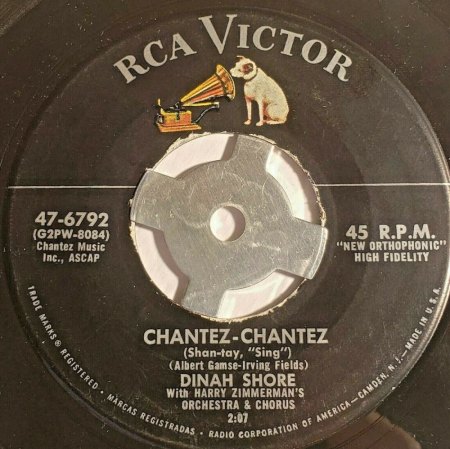 RCA VICTOR
47-6792
(G2PW-8084)
Chantez Music
Inc., ASCAP
45 R.P.M.
"NEW ORTHOPHONIC"
HIGH FIDELITY
CHANTEZ-CHANTEZ
(Shan-tay, "Sing")
(Albert Gamse-Irving Fields)
DINAH SHORE
With HARRY ZIMMERMAN'S
ORCHESTRA & CHORUS
2:07
TRADE MARKS ® REGISTERED • MARCAS REGISTRADAS • RADIO CORPORATION OF AMERICA—CAMDEN, N. J.—MADE IN U.S.A.